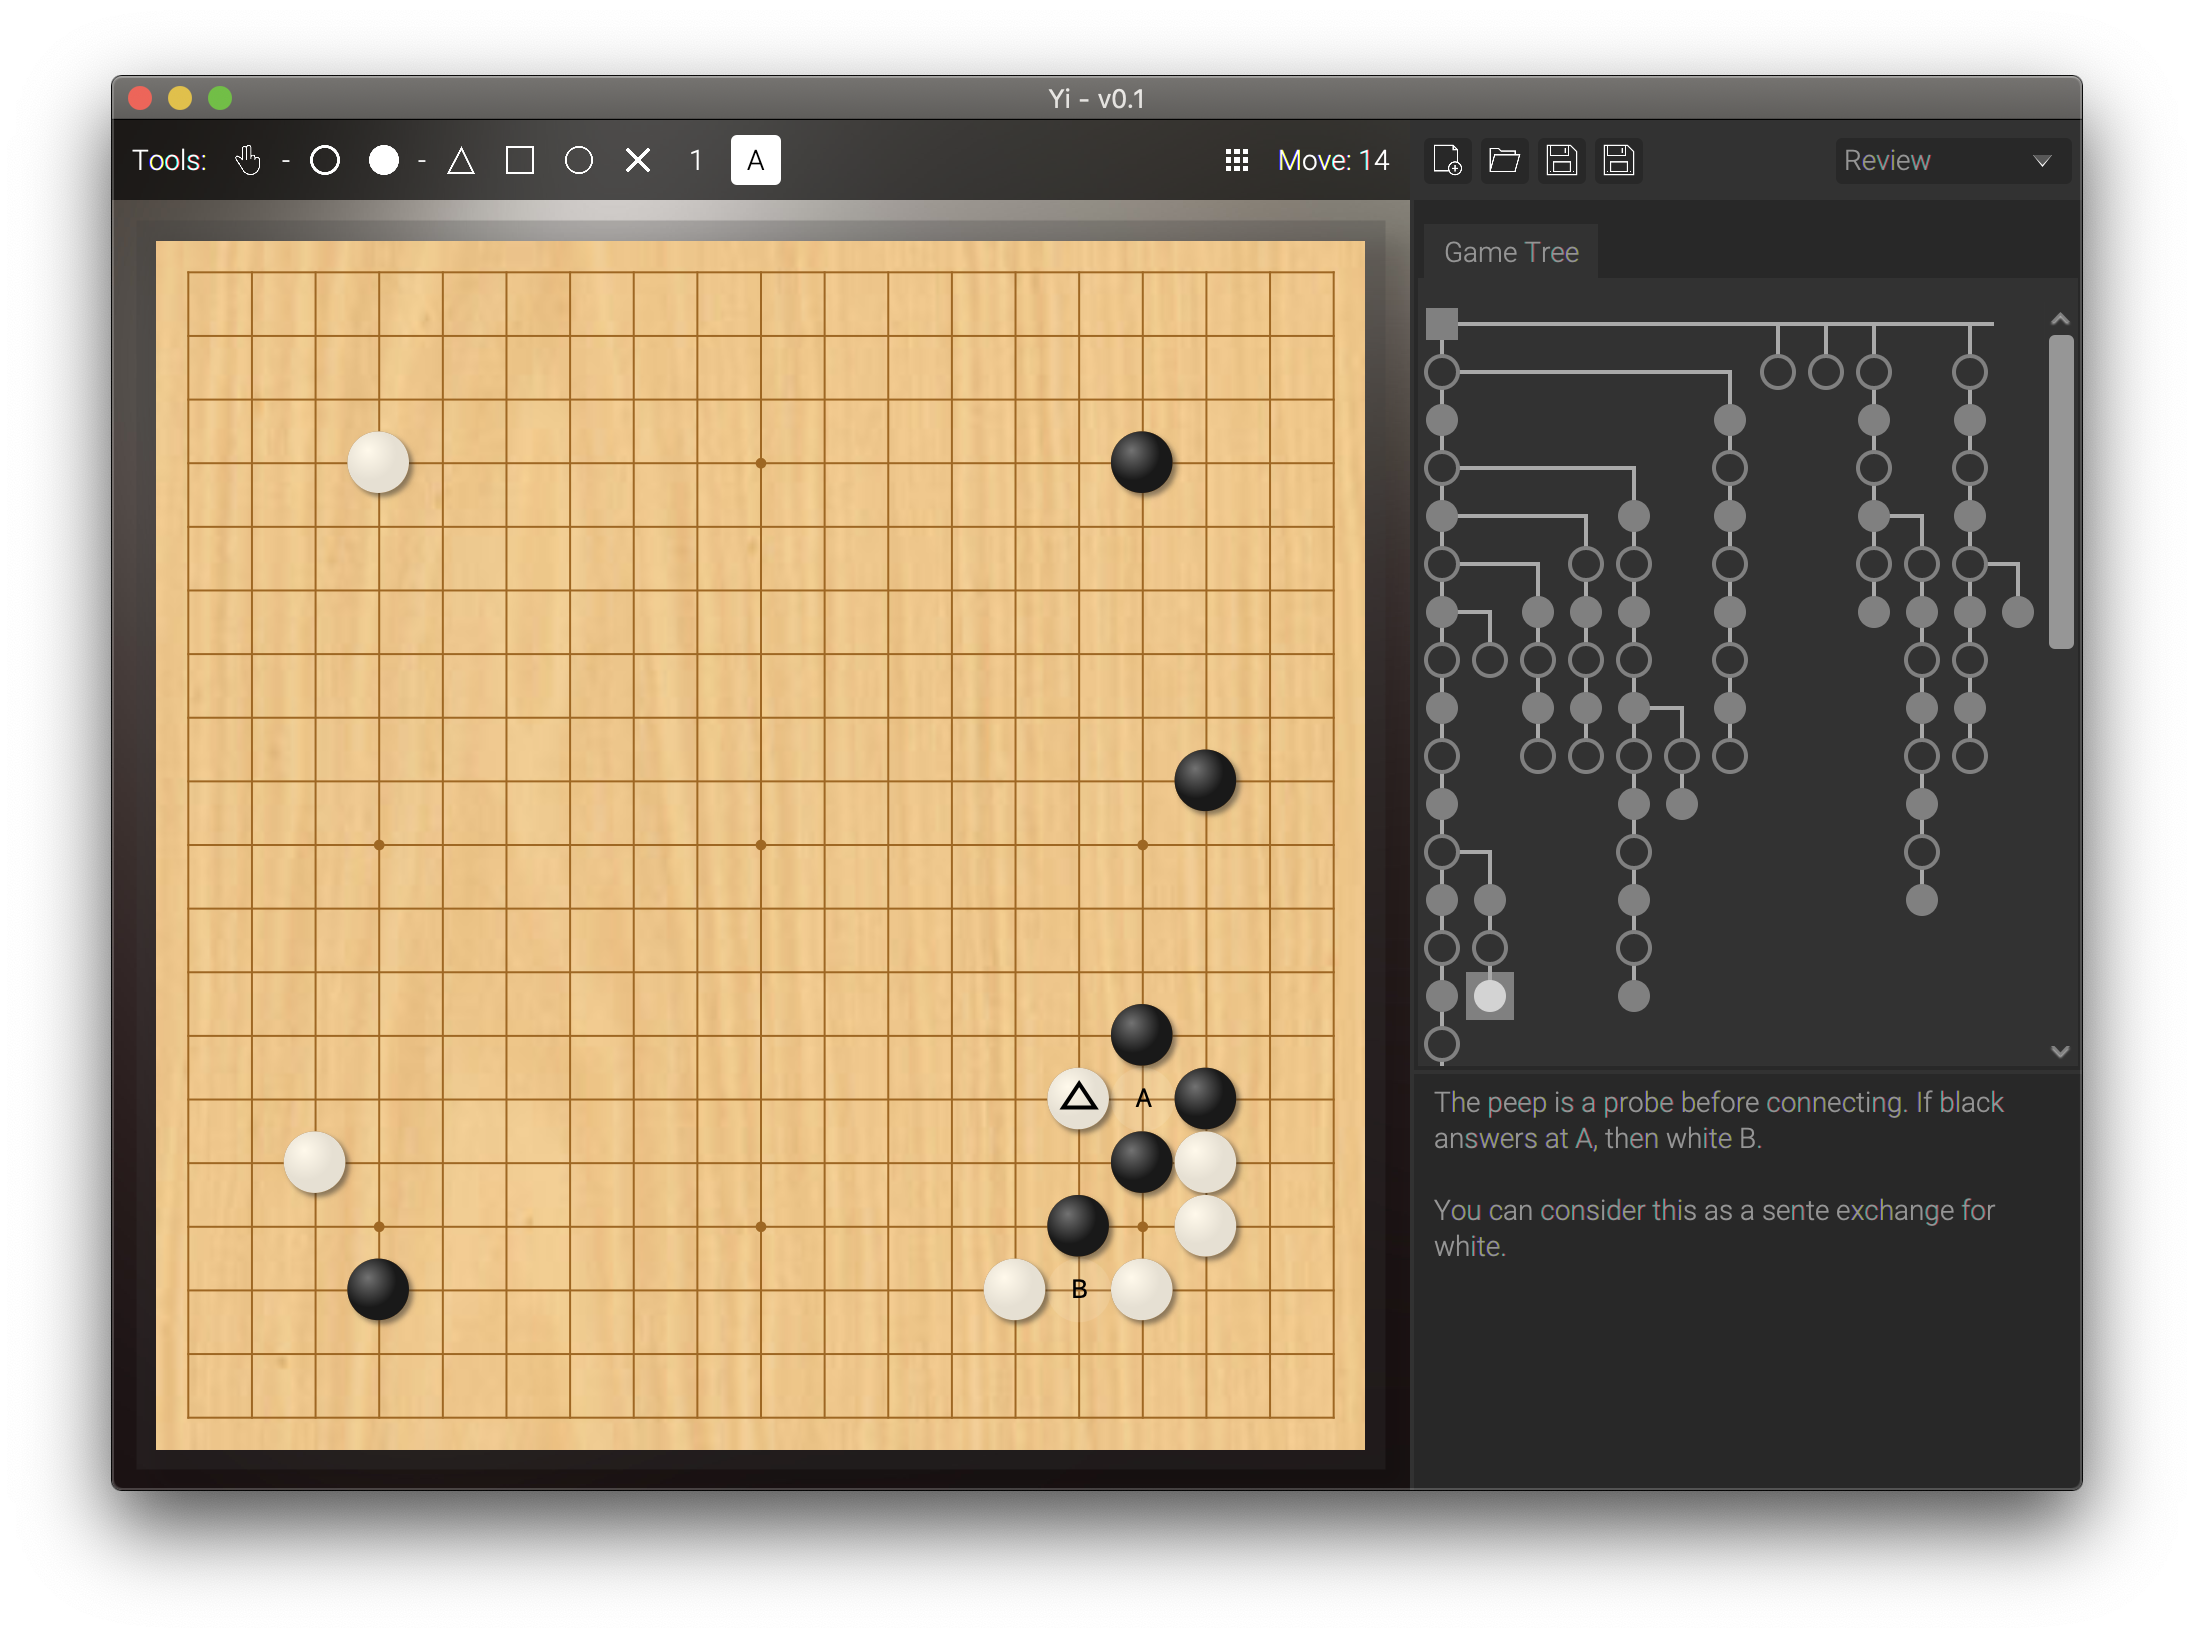 Yi - v0.1
Tools: - - 1 A
Move: 14
Review
Game Tree
A
B
The peep is a probe before connecting. If black
answers at A, then white B.
You can consider this as a sente exchange for
white.